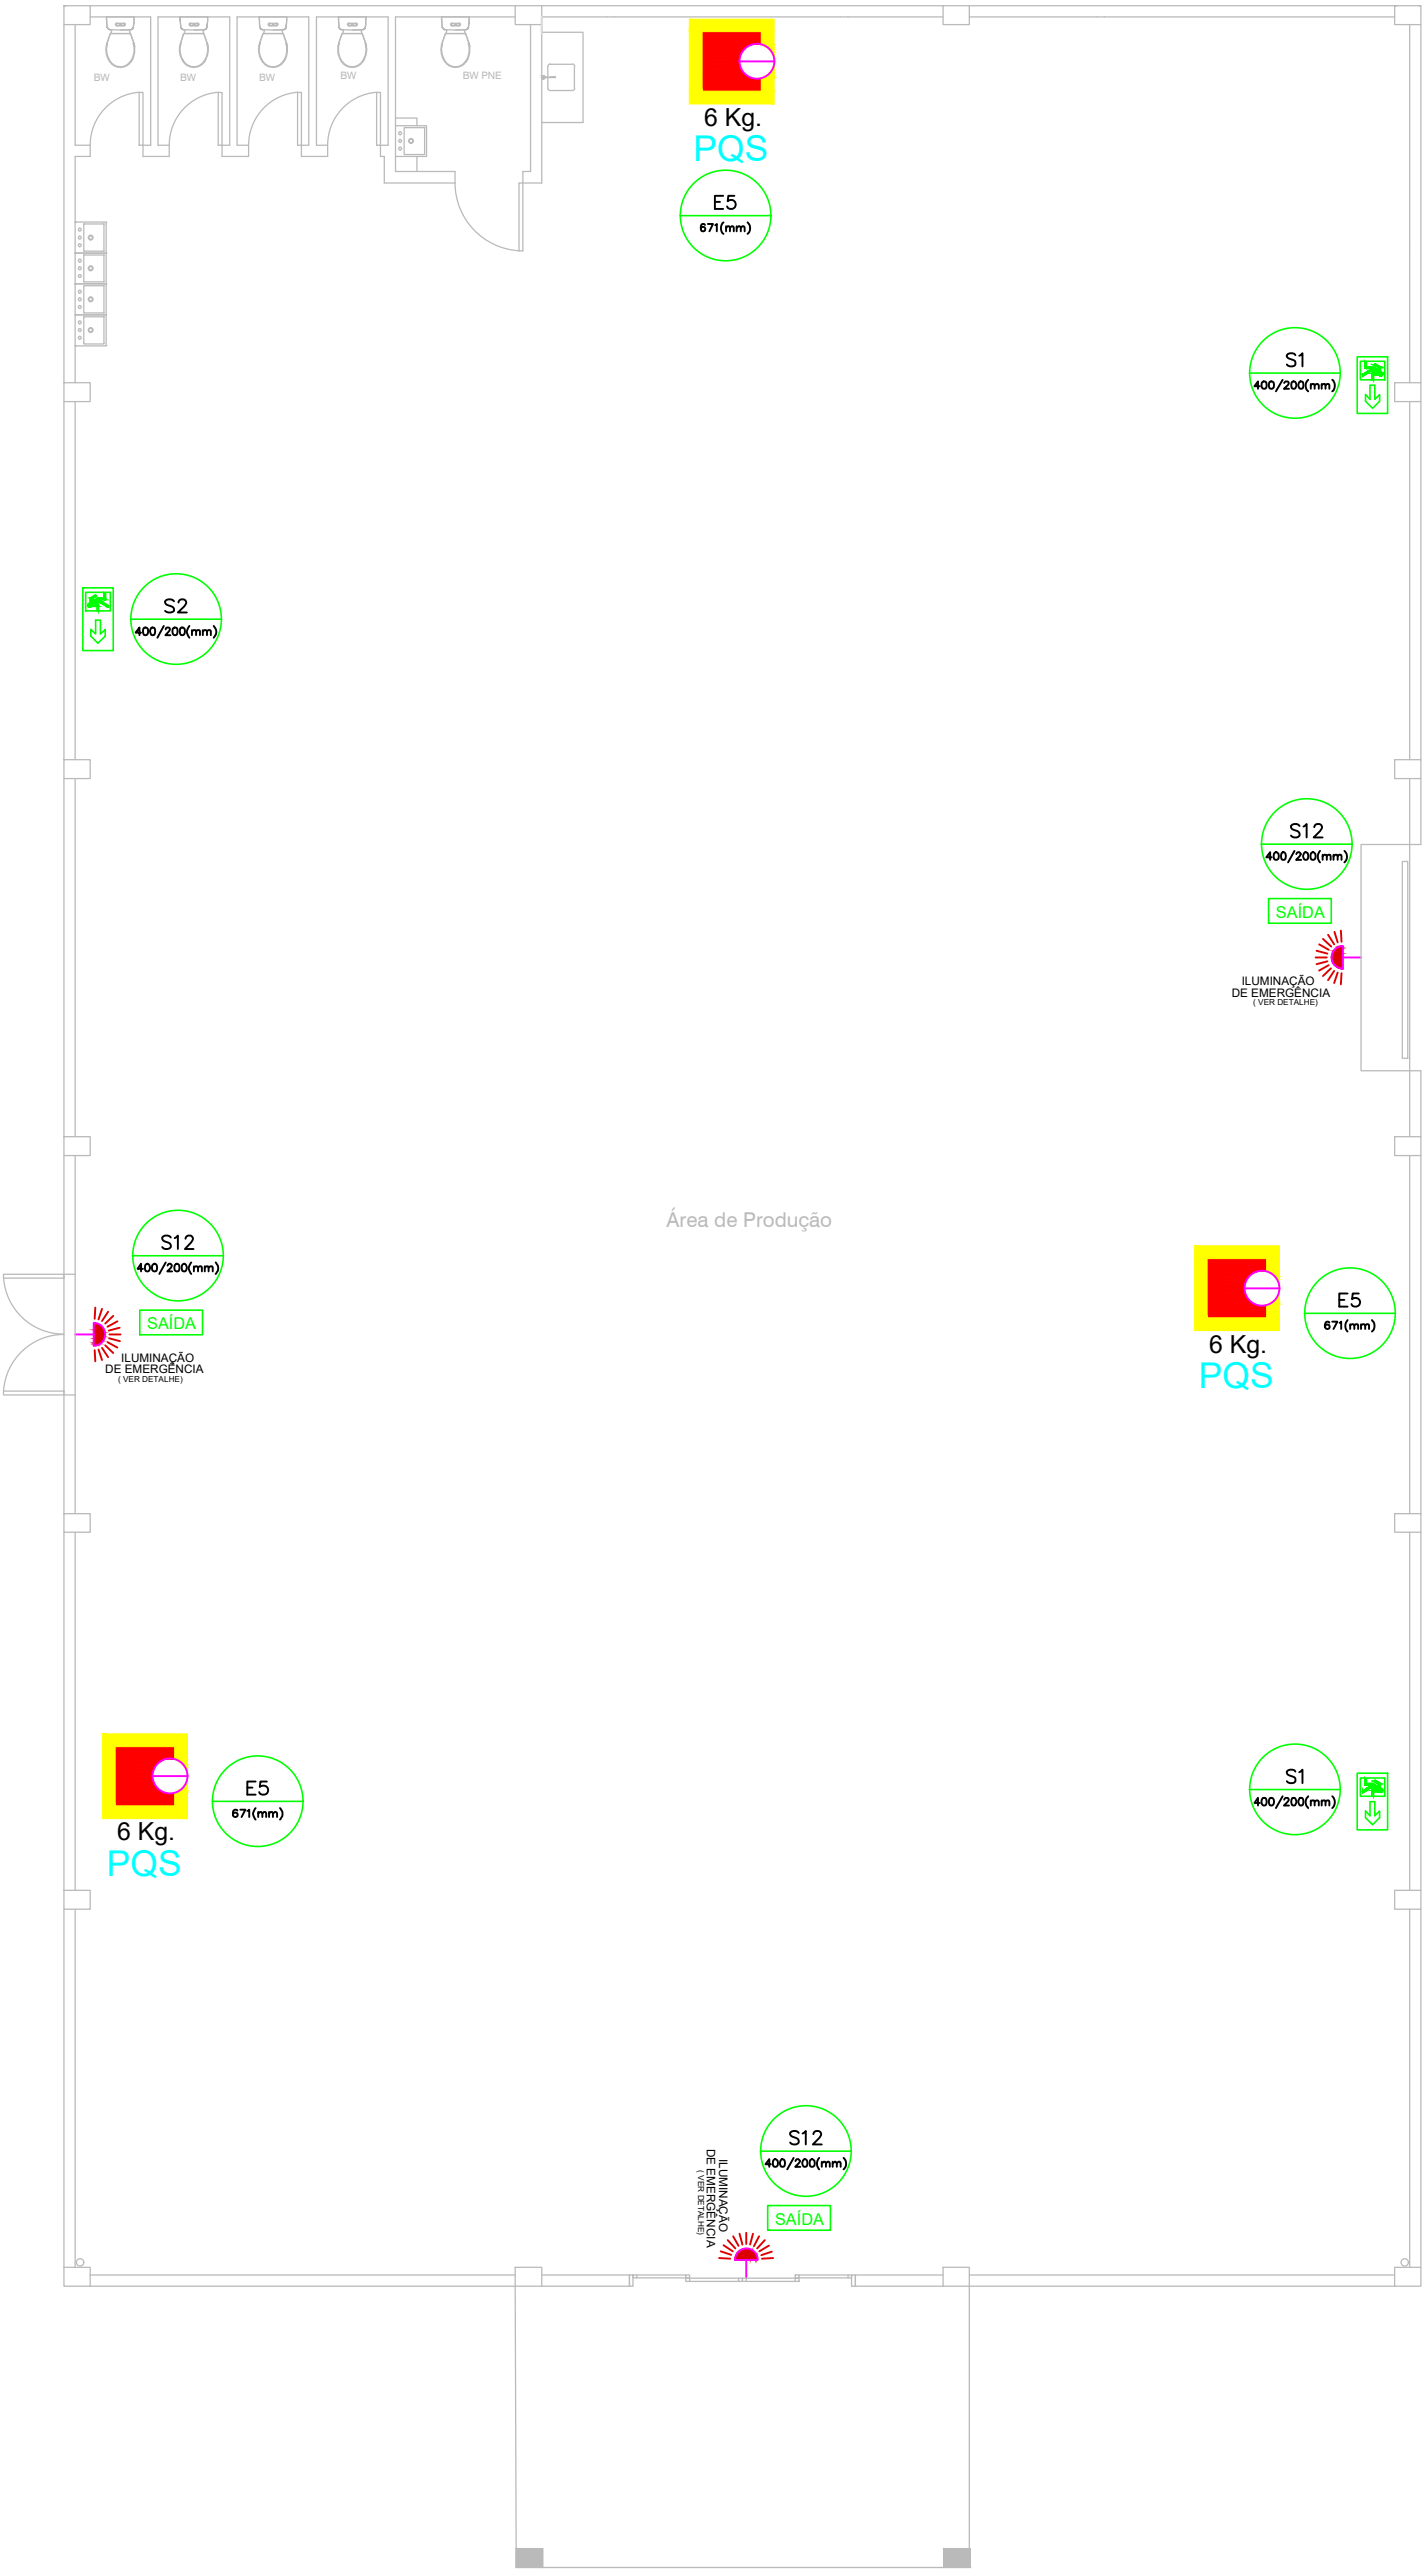 BW
BW
BW
BW
BW PNE
6 Kg.
PQS
E5
671(mm)
S1
400/200(mm)
S2
400/200(mm)
S12
400/200(mm)
SAÍDA
ILUMINAÇÃO
DE EMERGÊNCIA
( VER DETALHE)
Área de Produção
S12
400/200(mm)
SAÍDA
ILUMINAÇÃO
DE EMERGÊNCIA
( VER DETALHE)
6 Kg.
PQS
E5
671(mm)
6 Kg.
PQS
E5
671(mm)
S1
400/200(mm)
S12
400/200(mm)
SAÍDA
ILUMINAÇÃO
DE EMERGÊNCIA
( VER DETALHE)